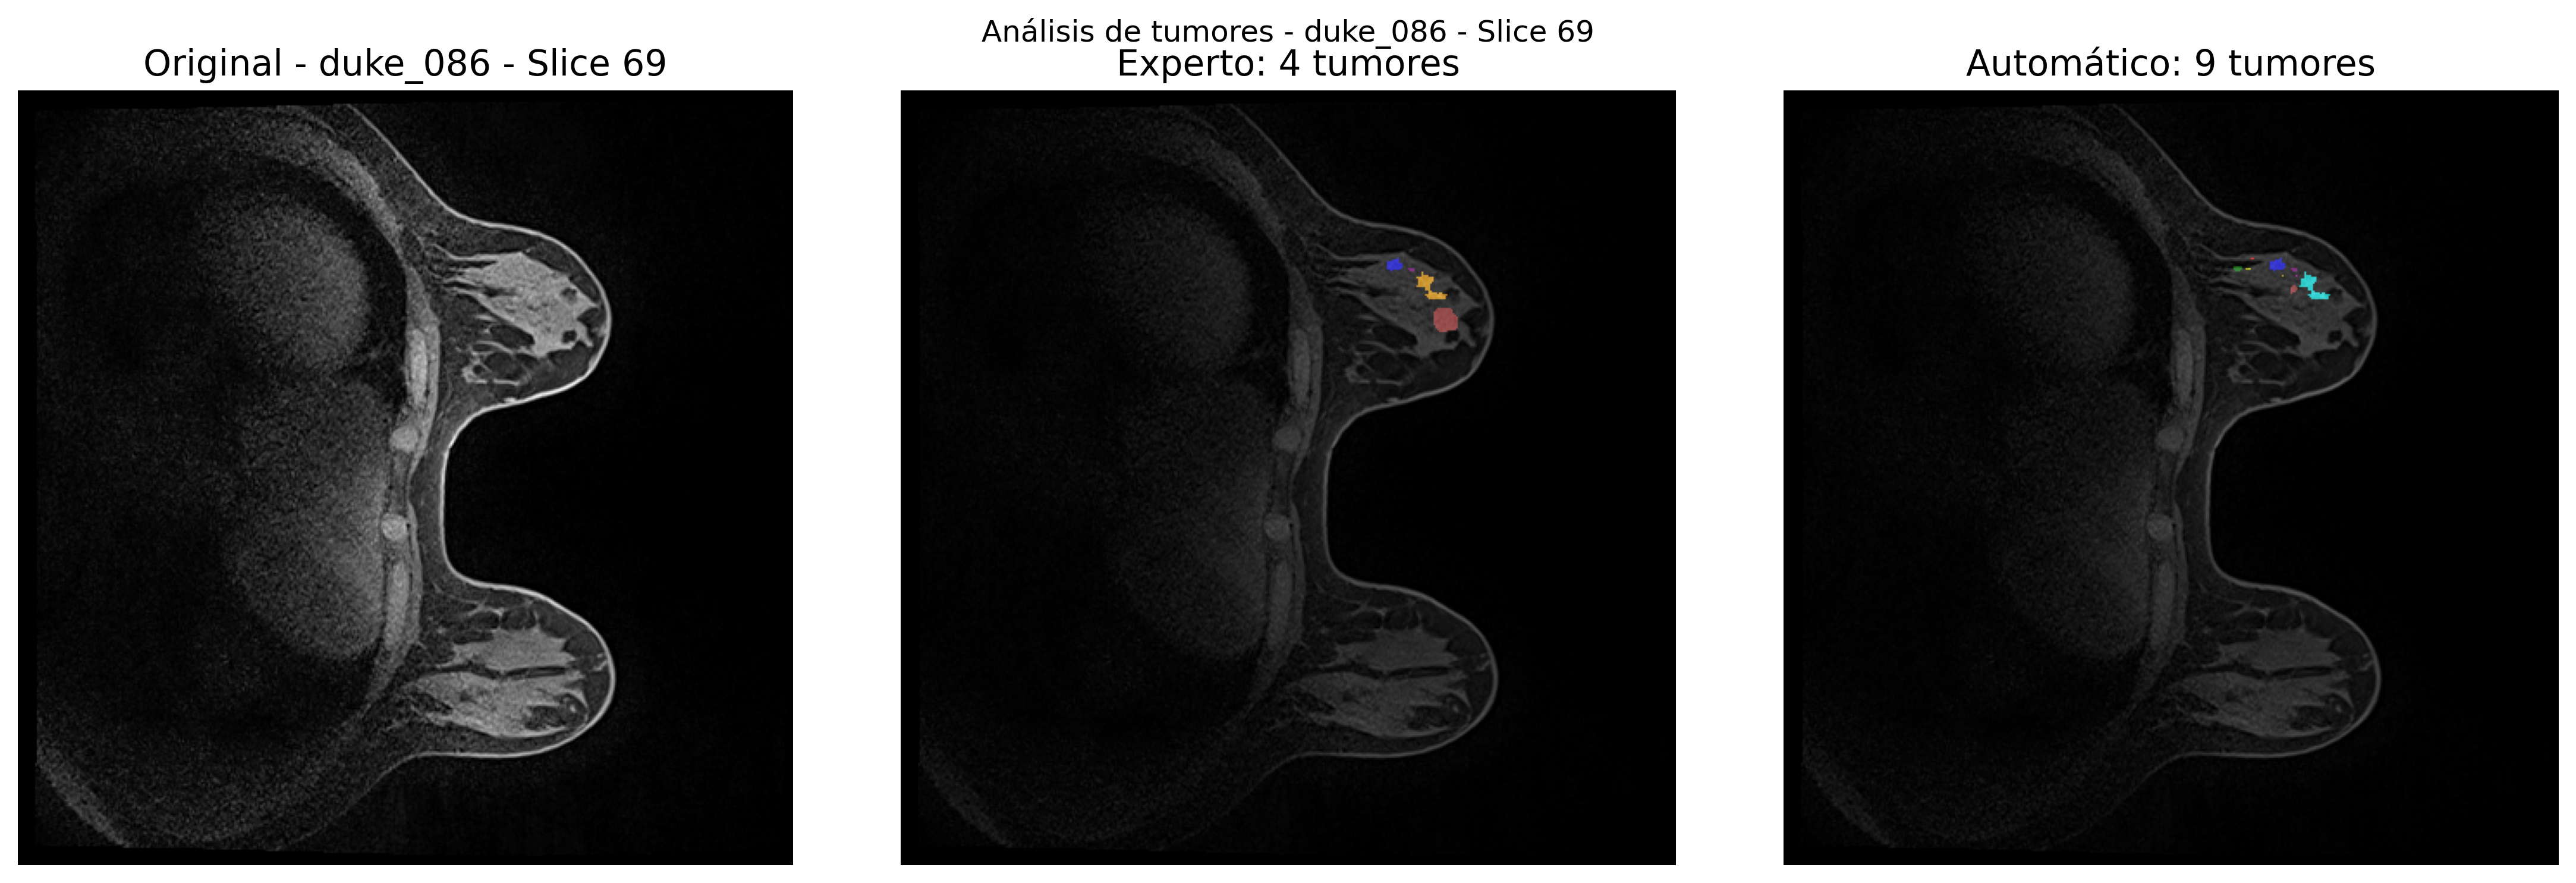 Análisis de tumores - duke_086 - Slice 69
Original - duke_086 - Slice 69
Experto: 4 tumores
Automático: 9 tumores